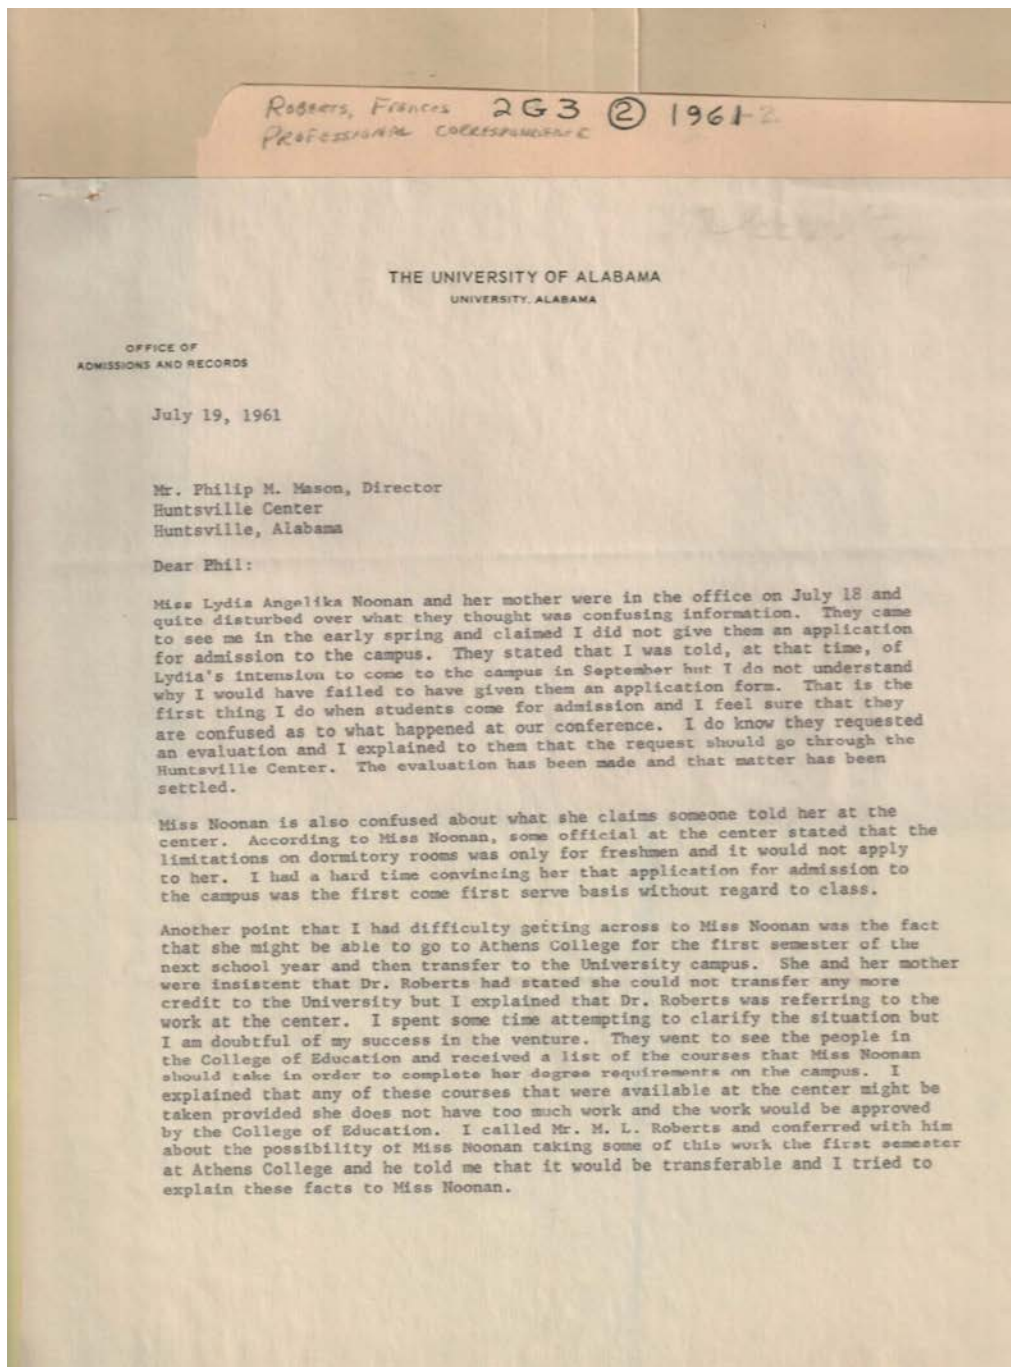 Roberts, Frances 2G3 ② 1961-2
PROFESSIONAL CORRESPONDENCE
THE UNIVERSITY OF ALABAMA
UNIVERSITY, ALABAMA
OFFICE OF
ADMISSIONS AND RECORDS
July 19, 1961
Mr. Philip M. Mason, Director
Huntsville Center
Huntsville, Alabama
Dear Phil:
Miss Lydia Angelika Noonan and her mother were in the office on July 18 and
quite disturbed over what they thought was confusing information. They came
to see me in the early spring and claimed I did not give them an application
for admission to the campus. They stated that I was told, at that time, of
Lydia's intension to come to the campus in September but I do not understand
why I would have failed to have given them an application form. That is the
first thing I do when students come for admission and I feel sure that they
are confused as to what happened at our conference. I do know they requested
an evaluation and I explained to them that the request should go through the
Huntsville Center. The evaluation has been made and that matter has been
settled.
Miss Noonan is also confused about what she claims someone told her at the
center. According to Miss Noonan, some official at the center stated that the
limitations on dormitory rooms was only for freshmen and it would not apply
to her. I had a hard time convincing her that application for admission to
the campus was the first come first serve basis without regard to class.
Another point that I had difficulty getting across to Miss Noonan was the fact
that she might be able to go to Athens College for the first semester of the
next school year and then transfer to the University campus. She and her mother
were insistent that Dr. Roberts had stated she could not transfer any more
credit to the University but I explained that Dr. Roberts was referring to the
work at the center. I spent some time attempting to clarify the situation but
I am doubtful of my success in the venture. They went to see the people in
the College of Education and received a list of the courses that Miss Noonan
should take in order to complete her degree requirements on the campus. I
explained that any of these courses that were available at the center might be
taken provided she does not have too much work and the work would be approved
by the College of Education. I called Mr. M. L. Roberts and conferred with him
about the possibility of Miss Noonan taking some of this work the first semester
at Athens College and he told me that it would be transferable and I tried to
explain these facts to Miss Noonan.